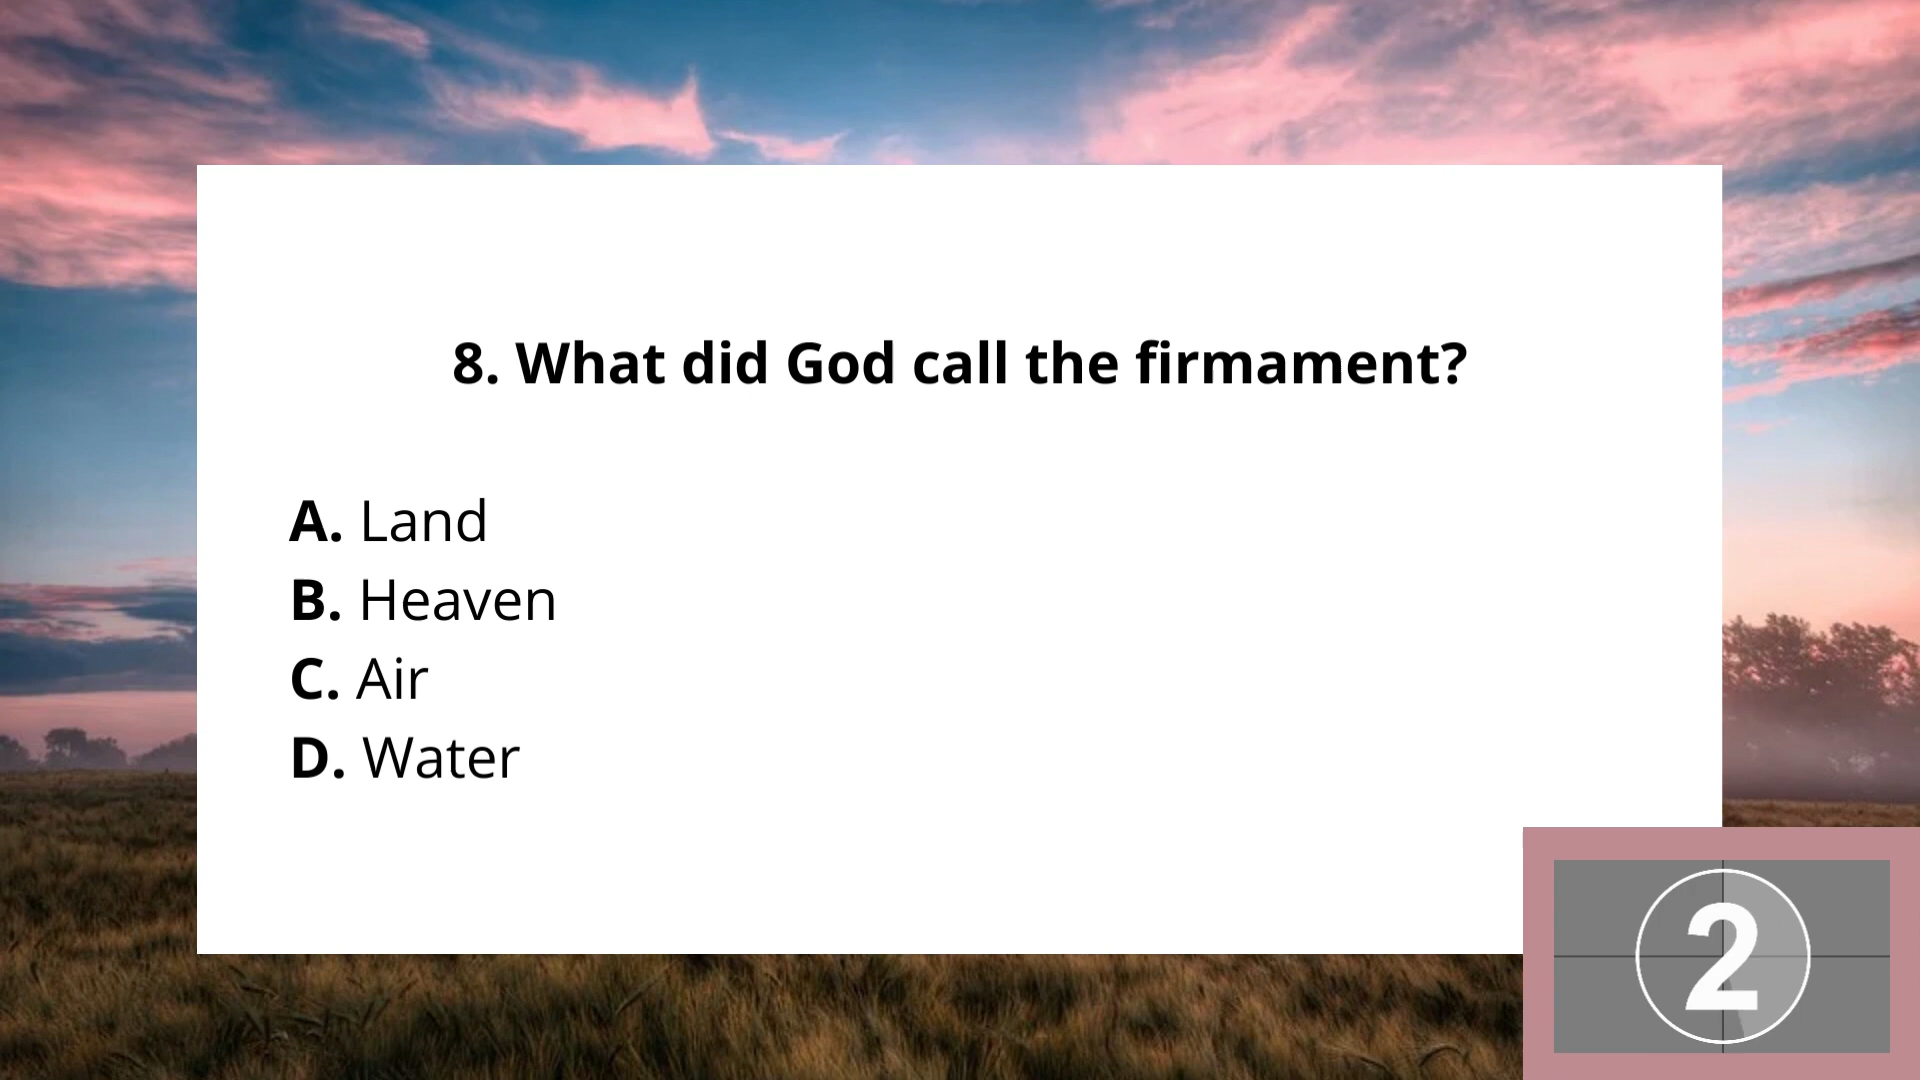 8. What did God call the firmament?
A. Land
B. Heaven
C. Air
D. Water
2